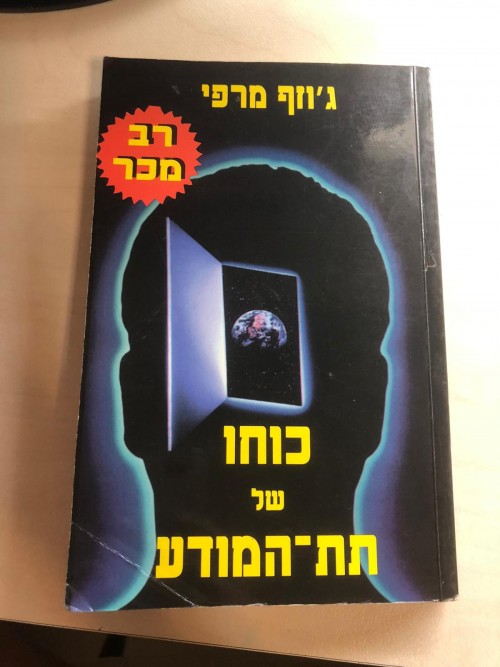 ג'וזף מרפי
רב
מכר
כוחו
של
תת־המודע